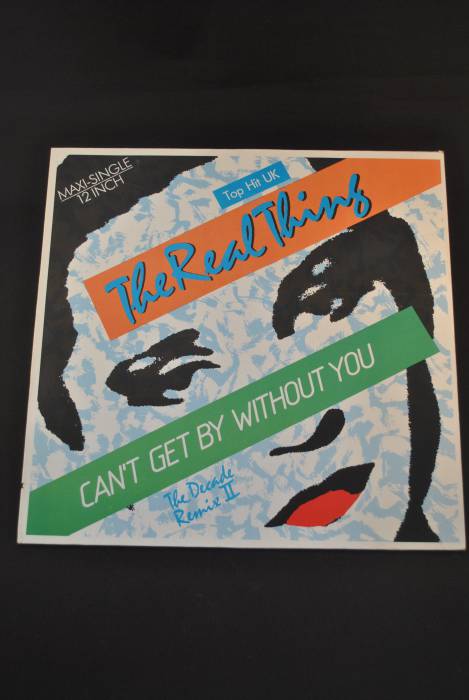 MAXI-SINGLE
12 INCH
Top Hit UK
The Real Thing
CAN'T GET BY WITHOUT YOU
The Decade
Remix II